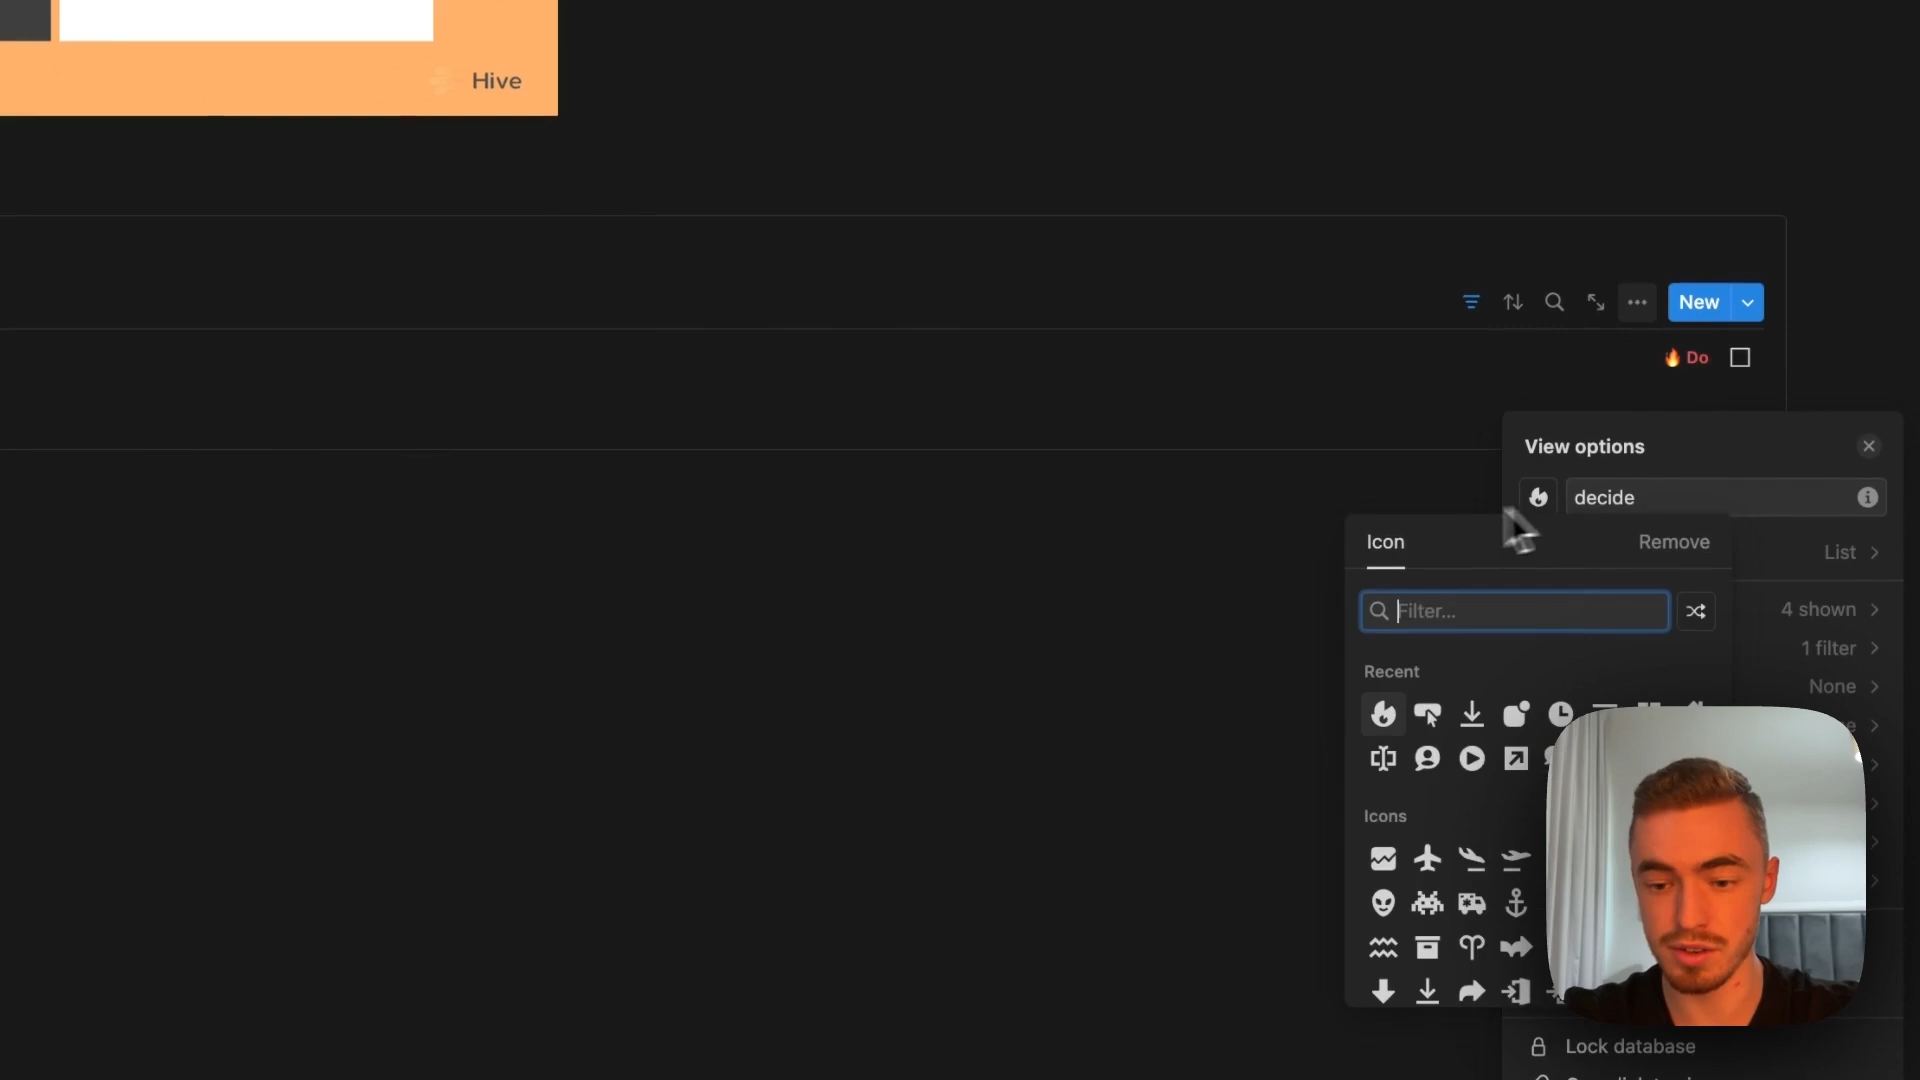 Hive
New
🔥 Do
View options
decide
Icon
Remove
List
Filter...
4 shown
1 filter
Recent
None
Icons
Lock database